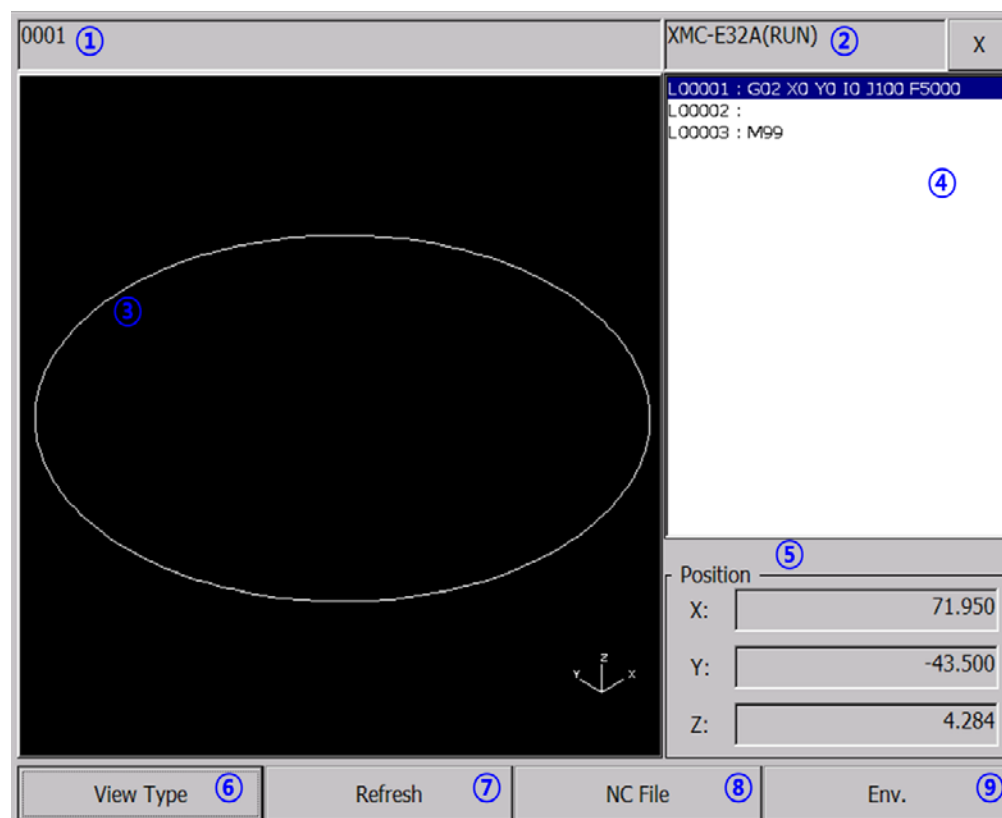 0001 ①
XMC-E32A(RUN) ②
X
L00001 : G02 X0 Y0 I0 J100 F5000
L00002 :
L00003 : M99
④
③
⑤
Position
X: 71.950
Y: -43.500
Z: 4.284
Z
Y X
View Type ⑥
Refresh ⑦
NC File ⑧
Env. ⑨